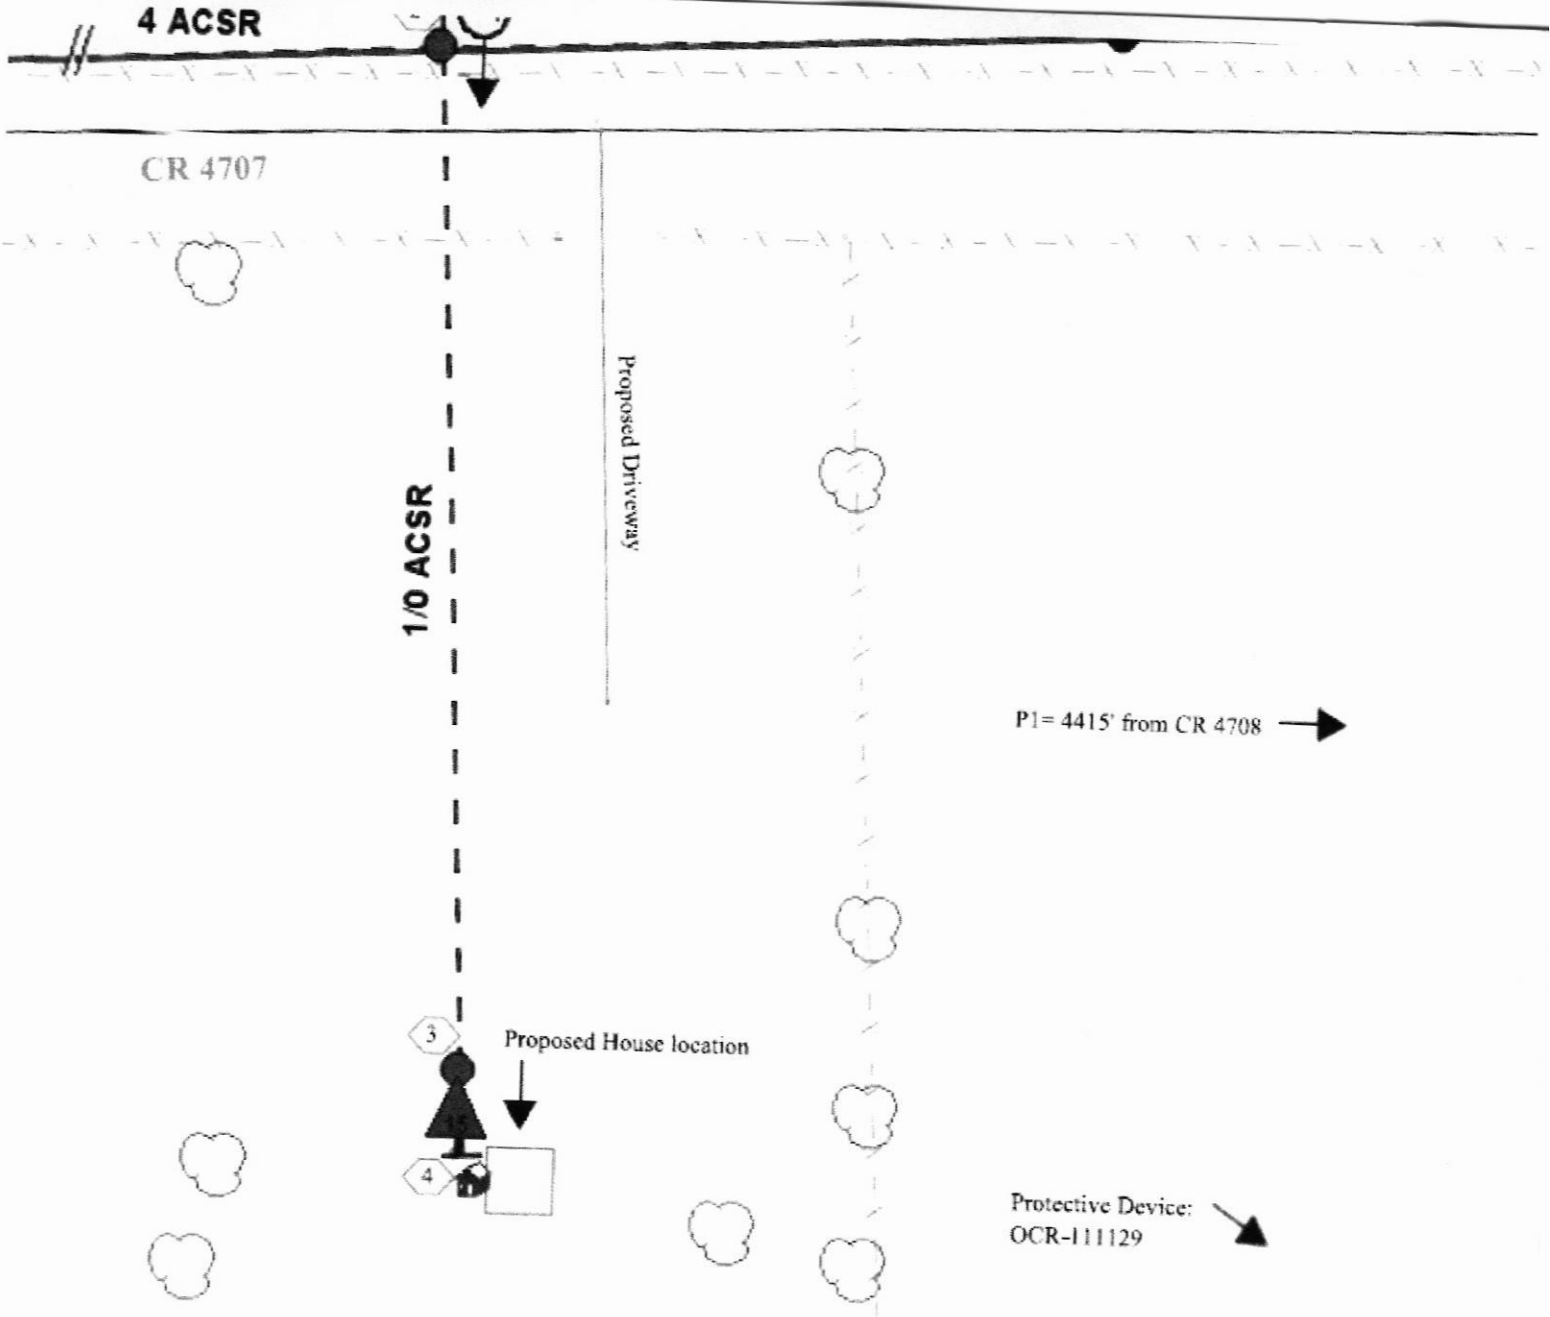 4 ACSR
CR 4707
Proposed Driveway
1/0 ACSR
P1= 4415' from CR 4708
3
Proposed House location
15
4
Protective Device:
OCR-111129